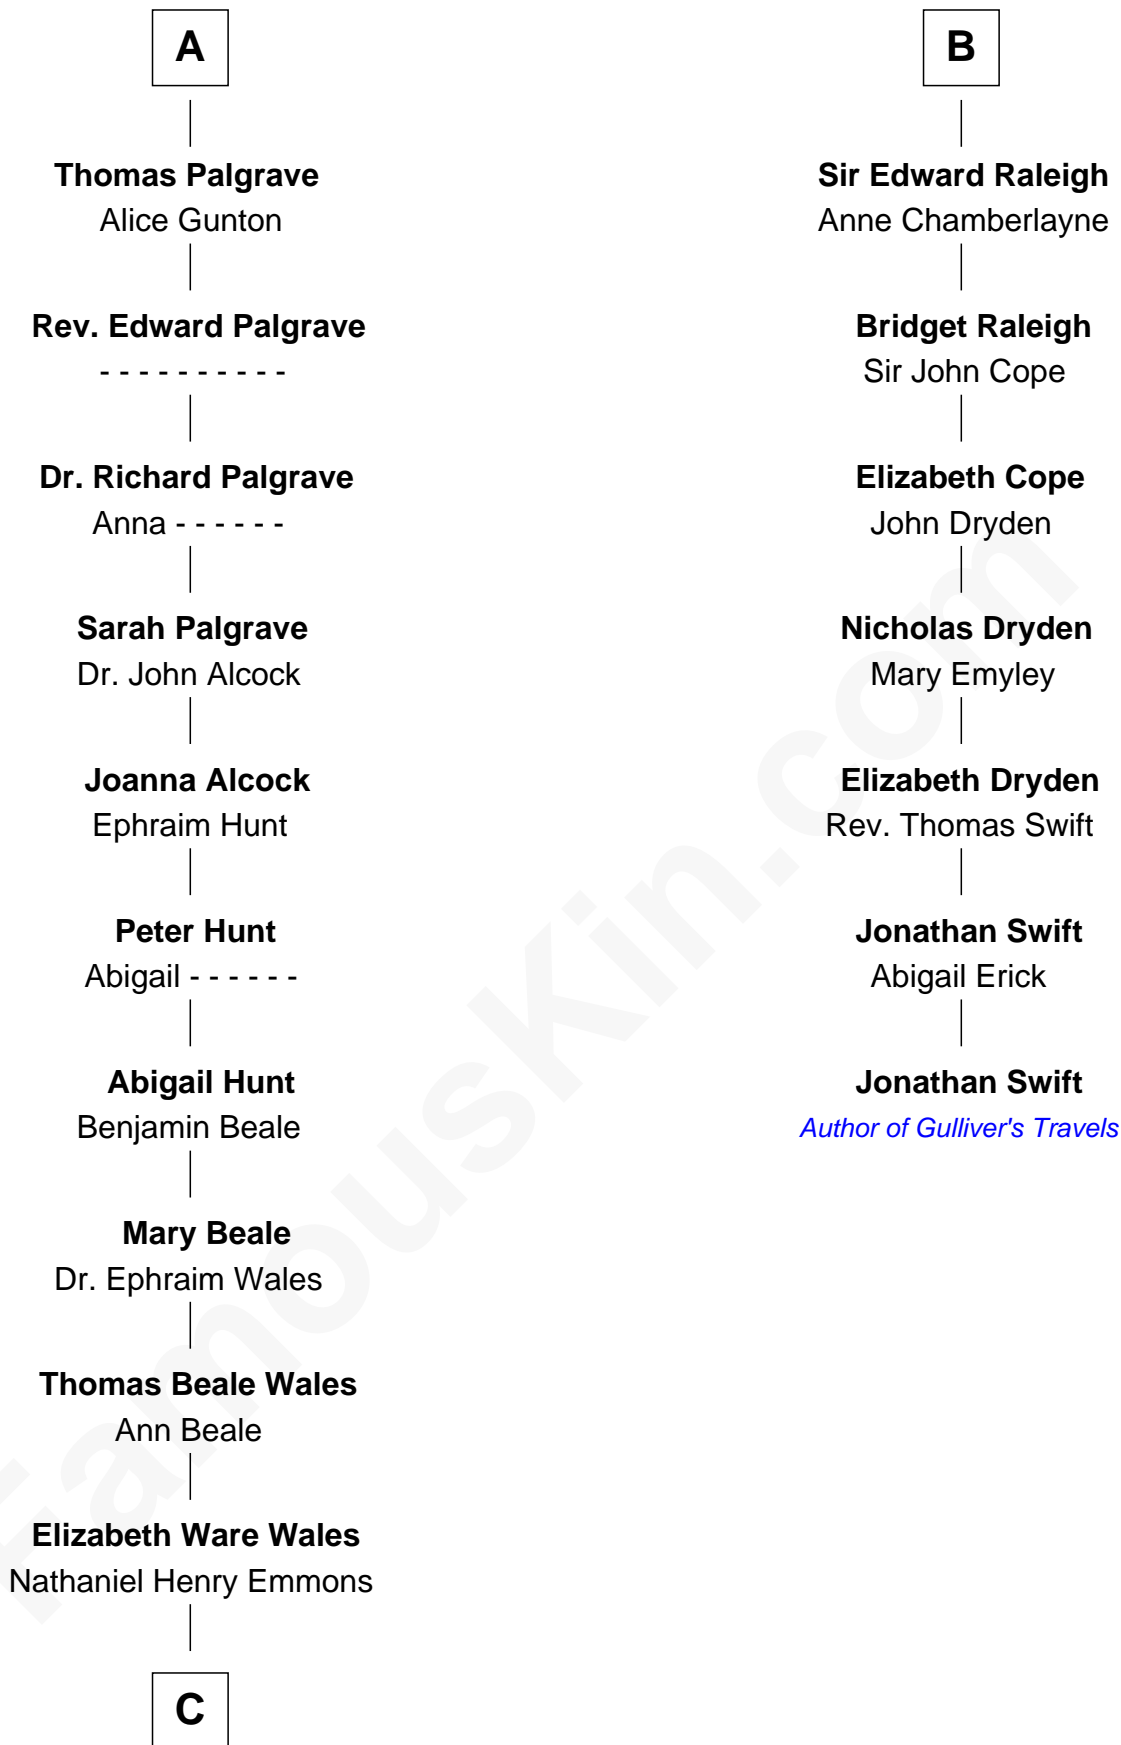 A
Thomas Palgrave
Alice Gunton
Rev. Edward Palgrave
- - - - - - - - - -
Dr. Richard Palgrave
Anna - - - - - -
Sarah Palgrave
Dr. John Alcock
Joanna Alcock
Ephraim Hunt
Peter Hunt
Abigail - - - - - -
Abigail Hunt
Benjamin Beale
Mary Beale
Dr. Ephraim Wales
Thomas Beale Wales
Ann Beale
Elizabeth Ware Wales
Nathaniel Henry Emmons
C
B
Sir Edward Raleigh
Anne Chamberlayne
Bridget Raleigh
Sir John Cope
Elizabeth Cope
John Dryden
Nicholas Dryden
Mary Emyley
Elizabeth Dryden
Rev. Thomas Swift
Jonathan Swift
Abigail Erick
Jonathan Swift
Author of Gulliver's Travels
FamousKin.com